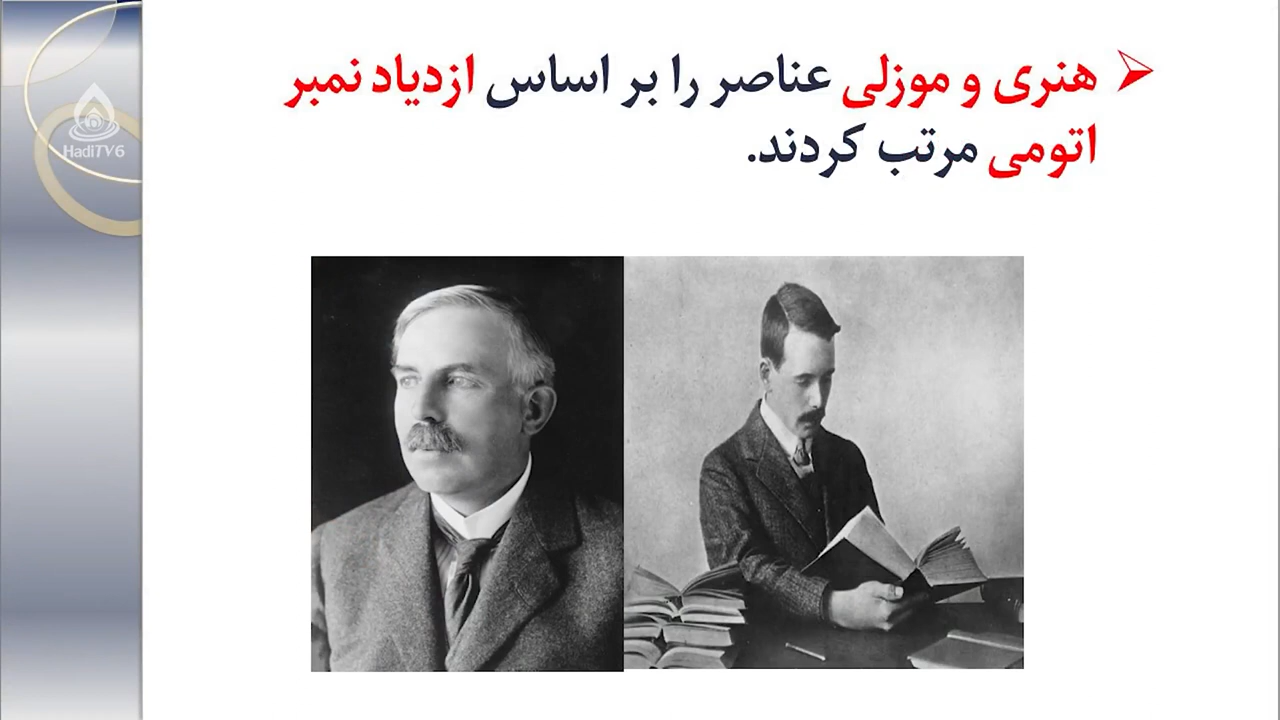 هنری و موزلی عناصر را بر اساس ازدیاد نمبر
اتومی مرتب کردند.
HadiTV6